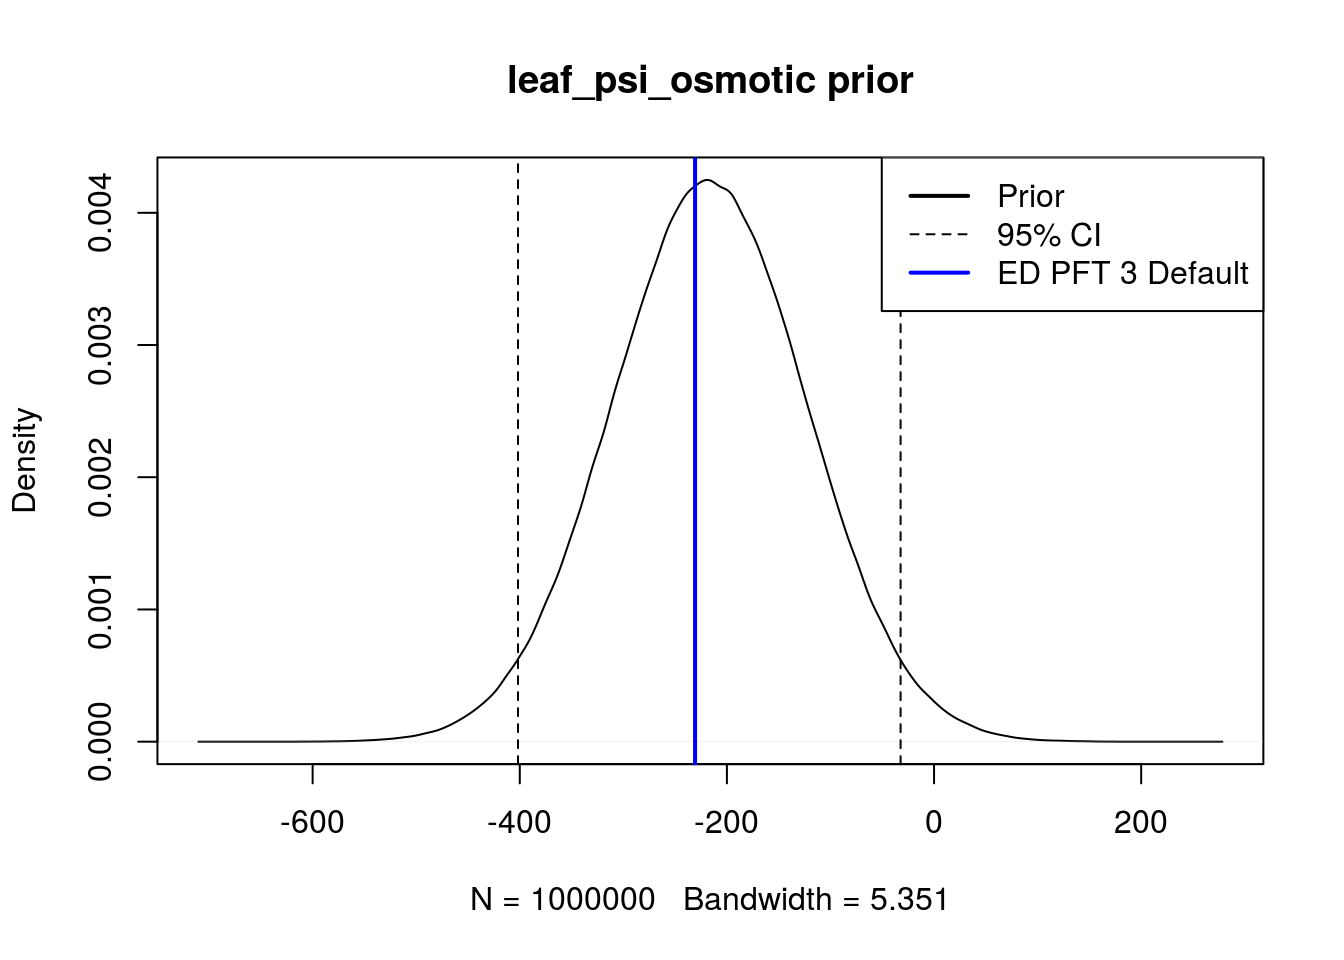 leaf_psi_osmotic prior
Prior
95% CI
ED PFT 3 Default
Density
0.004
0.003
0.002
0.001
0.000
-600 -400 -200 0 200
N = 1000000 Bandwidth = 5.351